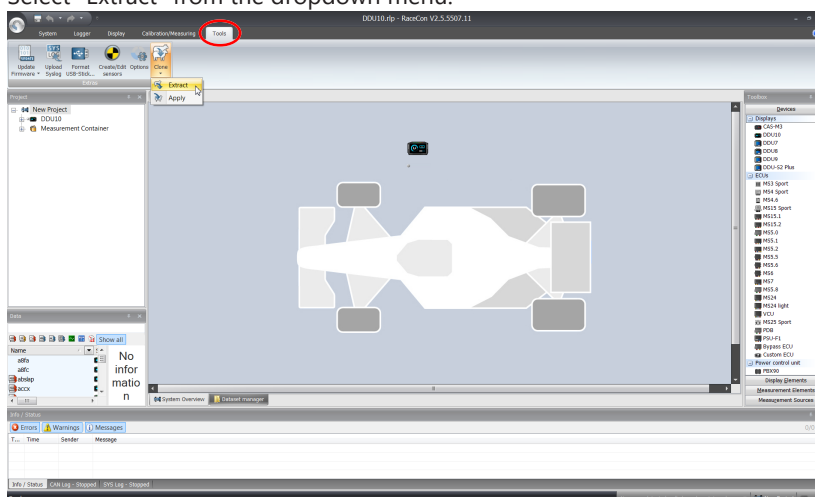 Select "Extract" from the dropdown menu.
DDU10.rlp - RaceCon V2.5.5507.11
System Logger Display Calibration/Measuring Tools
Update Firmware Upload Syslog Format USB-Stick... Create/Edit sensors Options Clone
Extras
Extract
Apply
Project
New Project
DDU10
Measurement Container
Toolbox
Devices
Displays
CAS-M3
DDU10
DDU7
DDU8
DDU9
DDU-S2 Plus
ECUs
MS3 Sport
MS4 Sport
MS4.6
MS15 Sport
MS15.1
MS15.2
MS5.0
MS5.1
MS5.2
MS5.5
MS5.6
MS6
MS7
MS5.8
MS24
MS24 light
VCU
MS25 Sport
PDB
PSU-F1
Bypass ECU
Custom ECU
Power control unit
PBX90
Display Elements
Measurement Elements
Measurement Sources
Data
Show all
Name
a8fa
a8fc
abslap
accx
No
infor
matio
n
System Overview Dataset manager
Info / Status
Errors Warnings Messages
0/0
T... Time Sender Message
Info / Status CAN Log - Stopped SYS Log - Stopped